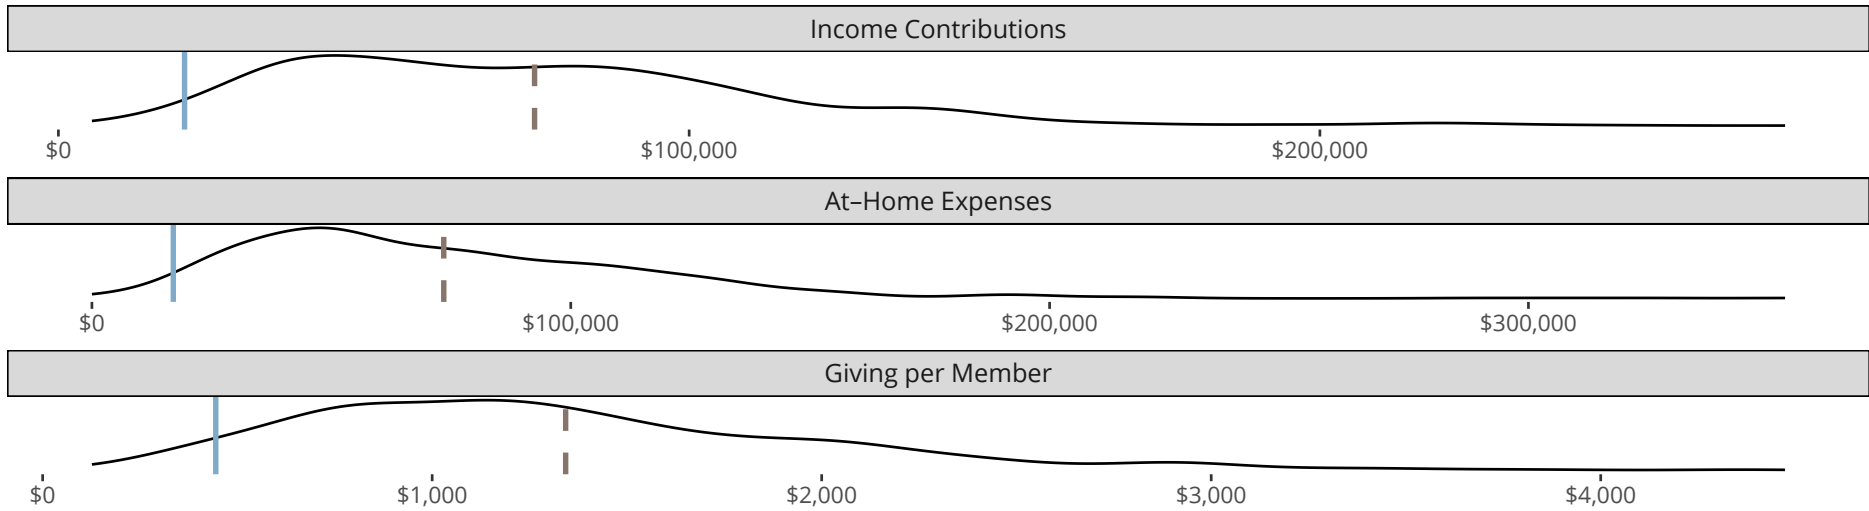 Income Contributions
$0 $100,000 $200,000
At–Home Expenses
$0 $100,000 $200,000 $300,000
Giving per Member
$0 $1,000 $2,000 $3,000 $4,000